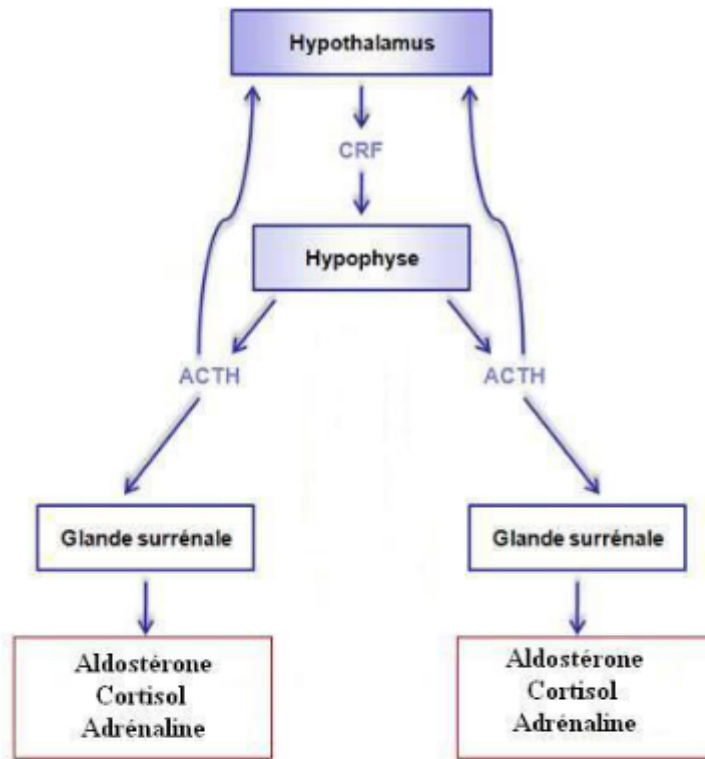 Hypothalamus
CRF
Hypophyse
ACTH
ACTH
Glande surrénale
Glande surrénale
Aldostérone
Cortisol
Adrénaline
Aldostérone
Cortisol
Adrénaline